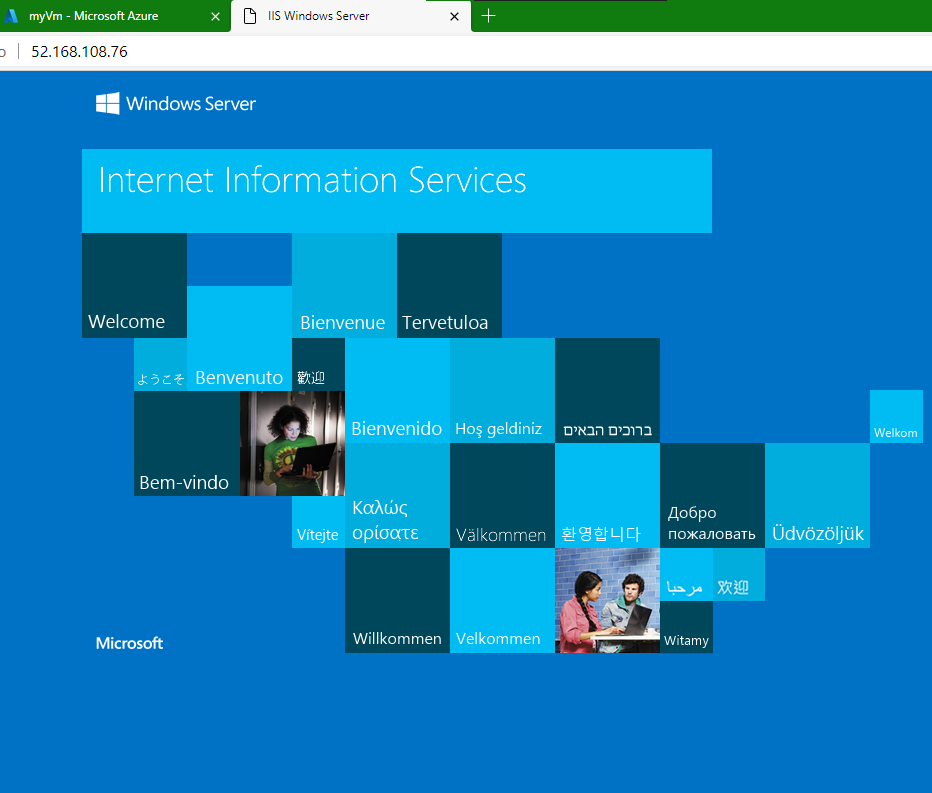 myVm - Microsoft Azure
IIS Windows Server
52.168.108.76
Windows Server
Internet Information Services
Welcome
Bienvenue
Tervetuloa
ようこそ
Benvenuto
歡迎
Bienvenido
Hoş geldiniz
ברוכים הבאים
Welkom
Bem-vindo
Vítejte
Καλώς
ορίσατε
Välkommen
환영합니다
Добро
пожаловать
Üdvözöljük
Willkommen
Velkommen
مرحبا
欢迎
Witamy
Microsoft